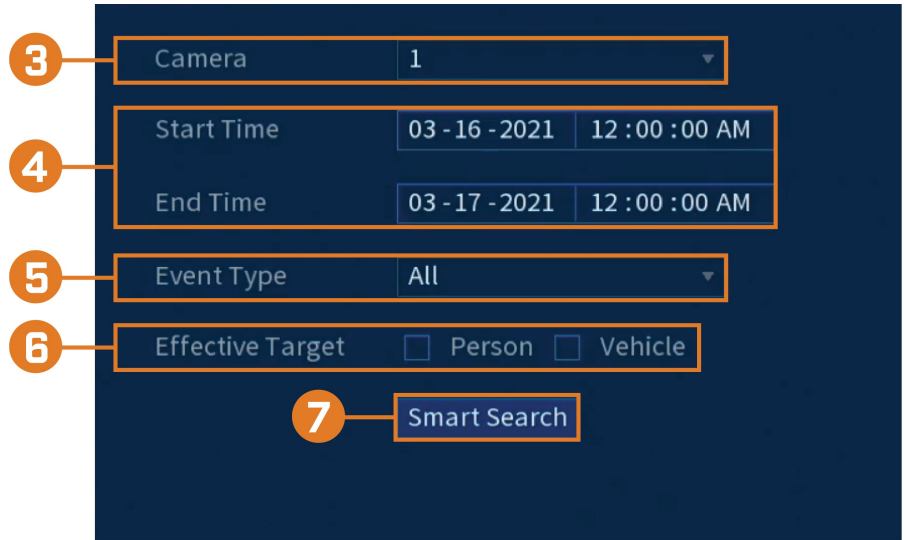 3 Camera 1
4 Start Time 03 - 16 - 2021 12 : 00 : 00 AM
End Time 03 - 17 - 2021 12 : 00 : 00 AM
5 Event Type All
6 Effective Target Person Vehicle
7 Smart Search